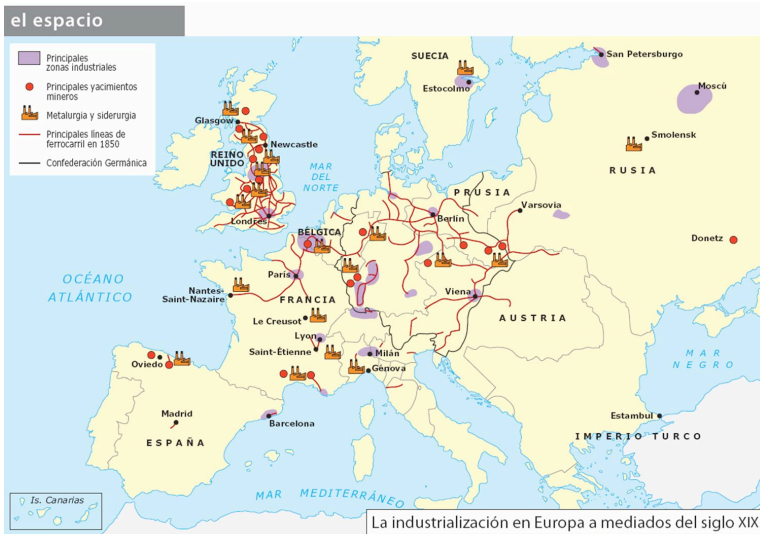 el espacio
Principales
zonas industriales
Principales yacimientos
mineros
Metalurgia y siderurgia
Principales líneas de
ferrocarril en 1850
Confederación Germánica
SUECIA
Estocolmo
San Petersburgo
Moscú
Smolensk
RUSIA
Glasgow
Newcastle
REINO
UNIDO
MAR
DEL
NORTE
Londres
PRUSIA
Berlín
Varsovia
Donetz
BÉLGICA
OCÉANO
ATLÁNTICO
París
Nantes-
Saint-Nazaire
FRANCIA
Viena
AUSTRIA
Le Creusot
Lyon
Saint-Étienne
Milán
Génova
MAR
NEGRO
Oviedo
Madrid
ESPAÑA
Barcelona
Estambul
IMPERIO TURCO
Is. Canarias
MAR MEDITERRÁNEO
La industrialización en Europa a mediados del siglo XIX